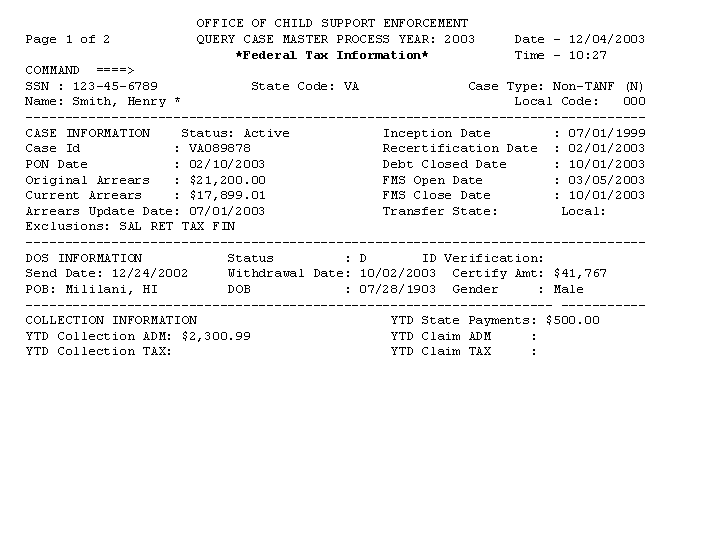 OFFICE OF CHILD SUPPORT ENFORCEMENT
Page 1 of 2 QUERY CASE MASTER PROCESS YEAR: 2003 Date - 12/04/2003
*Federal Tax Information* Time - 10:27
COMMAND ====>
SSN : 123-45-6789 State Code: VA Case Type: Non-TANF (N)
Name: Smith, Henry * Local Code: 000
--------------------------------------------------------------------------------
CASE INFORMATION Status: Active Inception Date : 07/01/1999
Case Id : VA089878 Recertification Date : 02/01/2003
PON Date : 02/10/2003 Debt Closed Date : 10/01/2003
Original Arrears : $21,200.00 FMS Open Date : 03/05/2003
Current Arrears : $17,899.01 FMS Close Date : 10/01/2003
Arrears Update Date: 07/01/2003 Transfer State: Local:
Exclusions: SAL RET TAX FIN
--------------------------------------------------------------------------------
DOS INFORMATION Status : D ID Verification:
Send Date: 12/24/2002 Withdrawal Date: 10/02/2003 Certify Amt: $41,767
POB: Mililani, HI DOB : 07/28/1903 Gender : Male
-------------------------------------------------------------------- -----------
COLLECTION INFORMATION YTD State Payments: $500.00
YTD Collection ADM: $2,300.99 YTD Claim ADM :
YTD Collection TAX: YTD Claim TAX :